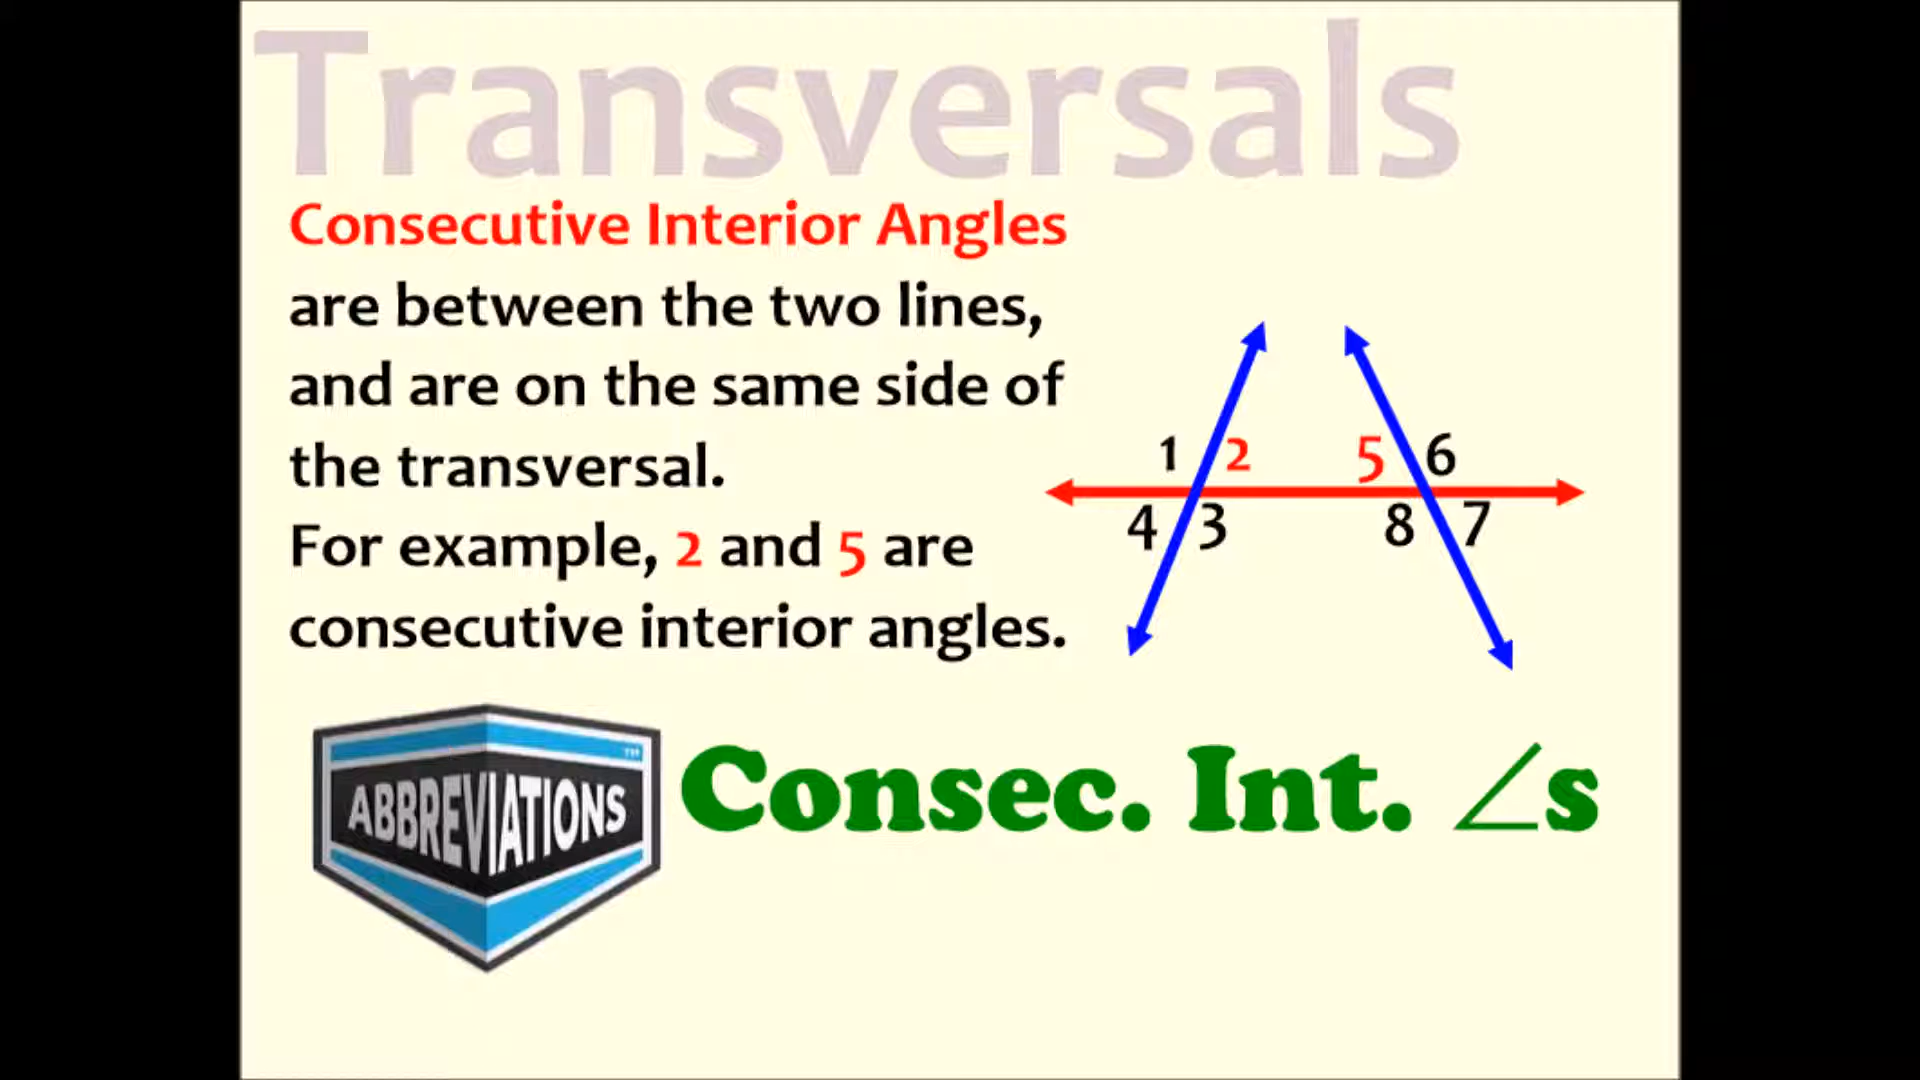 Transversals
Consecutive Interior Angles
are between the two lines,
and are on the same side of
the transversal.
For example, 2 and 5 are
consecutive interior angles.
1 2 5 6
4 3 8 7
™
ABBREVIATIONS
Consec. Int. ∠s